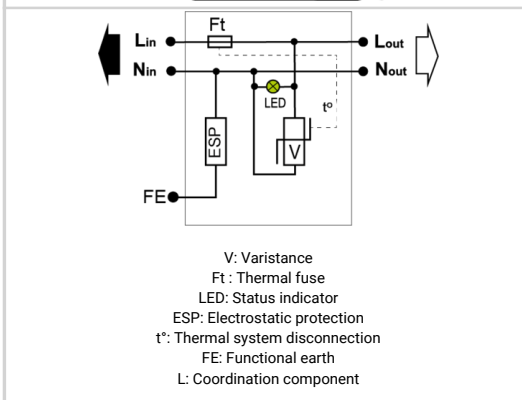 Ft
Lin Lout
Nin Nout
LED t°
ESP V
FE
V: Varistance
Ft : Thermal fuse
LED: Status indicator
ESP: Electrostatic protection
t°: Thermal system disconnection
FE: Functional earth
L: Coordination component